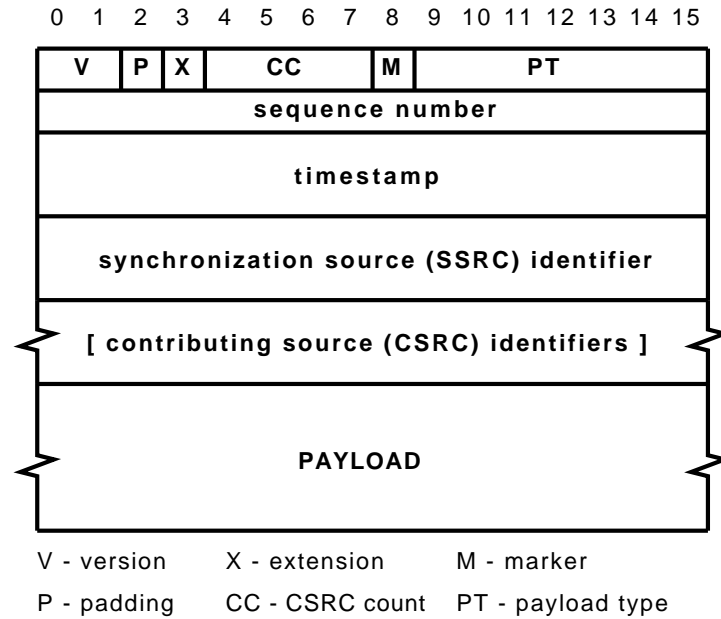 0 1 2 3 4 5 6 7 8 9 10 11 12 13 14 15
V P X CC M PT
sequence number
timestamp
synchronization source (SSRC) identifier
[ contributing source (CSRC) identifiers ]
PAYLOAD
V - version X - extension M - marker
P - padding CC - CSRC count PT - payload type